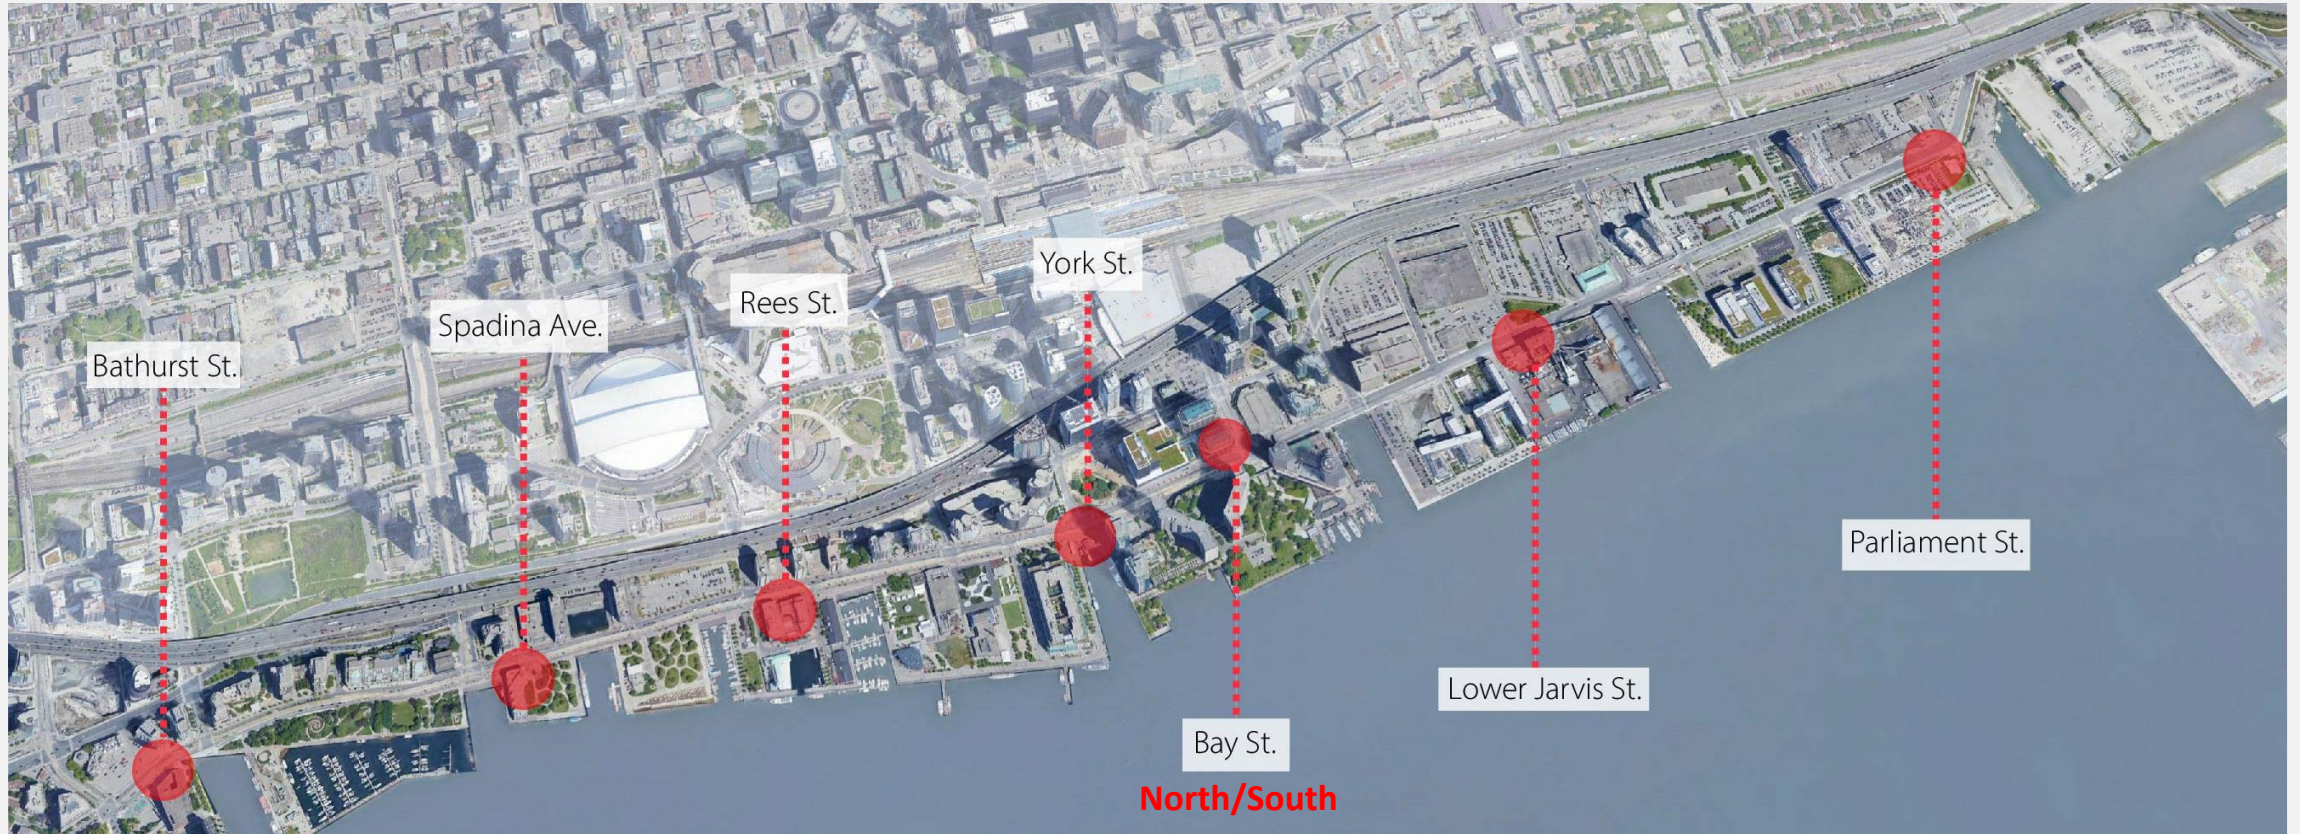 York St.
Rees St.
Spadina Ave.
Bathurst St.
Parliament St.
Lower Jarvis St.
Bay St.
North/South